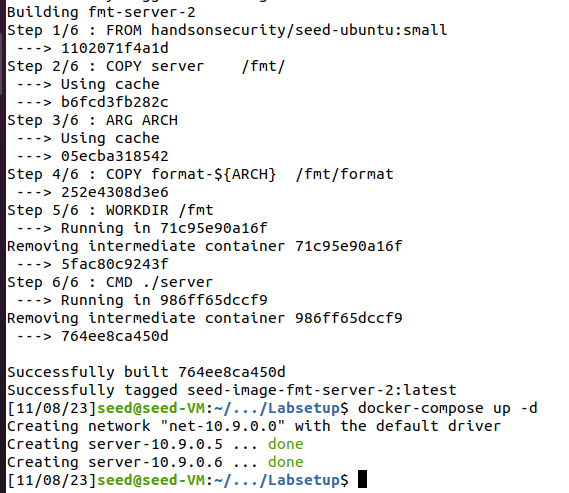 Building fmt-server-2
Step 1/6 : FROM handsonsecurity/seed-ubuntu:small
 ---> 1102071f4a1d
Step 2/6 : COPY server    /fmt/
 ---> Using cache
 ---> b6fcd3fb282c
Step 3/6 : ARG ARCH
 ---> Using cache
 ---> 05ecba318542
Step 4/6 : COPY format-${ARCH}  /fmt/format
 ---> 252e4308d3e6
Step 5/6 : WORKDIR /fmt
 ---> Running in 71c95e90a16f
Removing intermediate container 71c95e90a16f
 ---> 5fac80c9243f
Step 6/6 : CMD ./server
 ---> Running in 986ff65dccf9
Removing intermediate container 986ff65dccf9
 ---> 764ee8ca450d

Successfully built 764ee8ca450d
Successfully tagged seed-image-fmt-server-2:latest
[11/08/23]seed@seed-VM:~/.../Labsetup$ docker-compose up -d
Creating network "net-10.9.0.0" with the default driver
Creating server-10.9.0.5 ... done
Creating server-10.9.0.6 ... done
[11/08/23]seed@seed-VM:~/.../Labsetup$